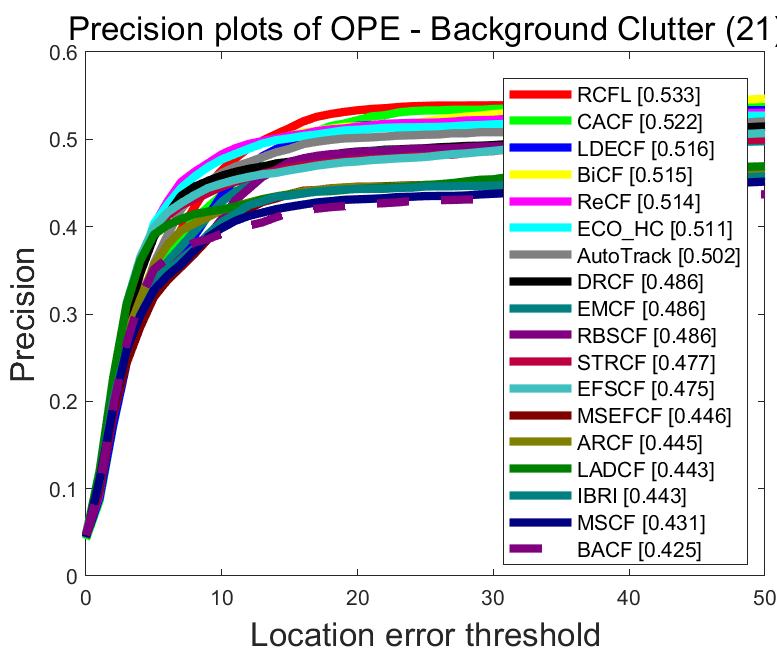 Precision plots of OPE - Background Clutter (21)
0.6
0.5
0.4
0.3
0.2
0.1
0
Precision
RCFL [0.533]
CACF [0.522]
LDECF [0.516]
BiCF [0.515]
ReCF [0.514]
ECO_HC [0.511]
AutoTrack [0.502]
DRCF [0.486]
EMCF [0.486]
RBSCF [0.486]
STRCF [0.477]
EFSCF [0.475]
MSEFCF [0.446]
ARCF [0.445]
LADCF [0.443]
IBRI [0.443]
MSCF [0.431]
BACF [0.425]
0 10 20 30 40 50
Location error threshold